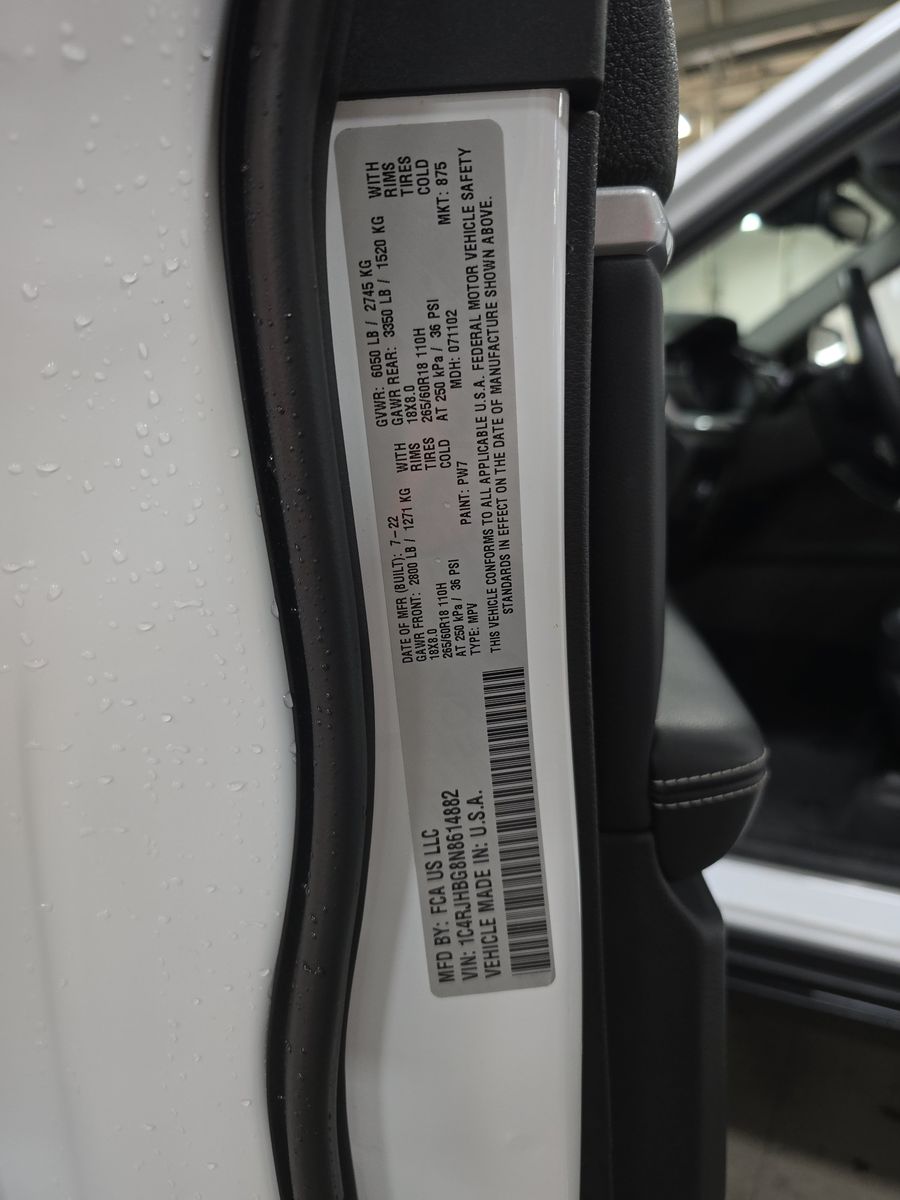 MFD BY: FCA US LLC
VIN: 1C4RJHBG8N8614882
VEHICLE MADE IN: U.S.A.
DATE OF MFR (BUILT): 7-22 GVWR: 6050 LB / 2745 KG
GAWR FRONT: 2800 LB / 1271 KG WITH GAWR REAR: 3350 LB / 1520 KG WITH
18X8.0 RIMS 18X8.0 RIMS
265/60R18 110H TIRES 265/60R18 110H TIRES
AT 250 kPa / 36 PSI COLD AT 250 kPa / 36 PSI COLD
TYPE: MPV PAINT: PW7 MDH: 071102 MKT: 875
THIS VEHICLE CONFORMS TO ALL APPLICABLE U.S.A. FEDERAL MOTOR VEHICLE SAFETY
STANDARDS IN EFFECT ON THE DATE OF MANUFACTURE SHOWN ABOVE.